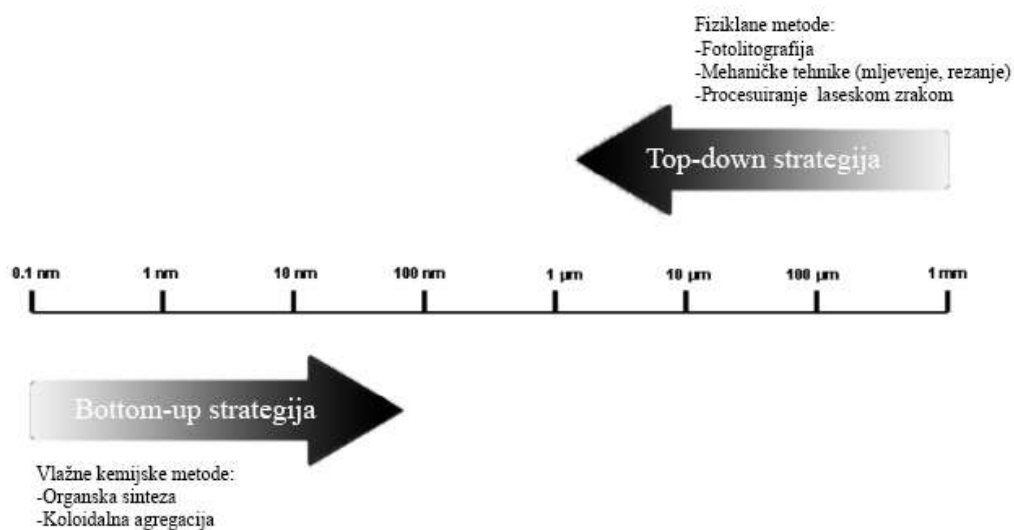 Fiziklane metode:
-Fotolitografija
-Mehaničke tehnike (mljevenje, rezanje)
-Procesuiranje laseskom zrakom
Top-down strategija
0.1 nm 1 nm 10 nm 100 nm 1 µm 10 µm 100 µm 1 mm
Bottom-up strategija
Vlažne kemijske metode:
-Organska sinteza
-Koloidalna agregacija